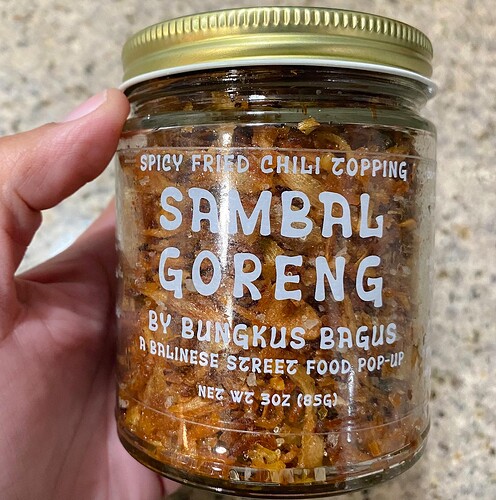 SPICY FRIED CHILI TOPPING
SAMBAL
GORENG
BY BUNGKUS BAGUS
A BALINESE STREET FOOD POP-UP
NET WT 3OZ (85G)